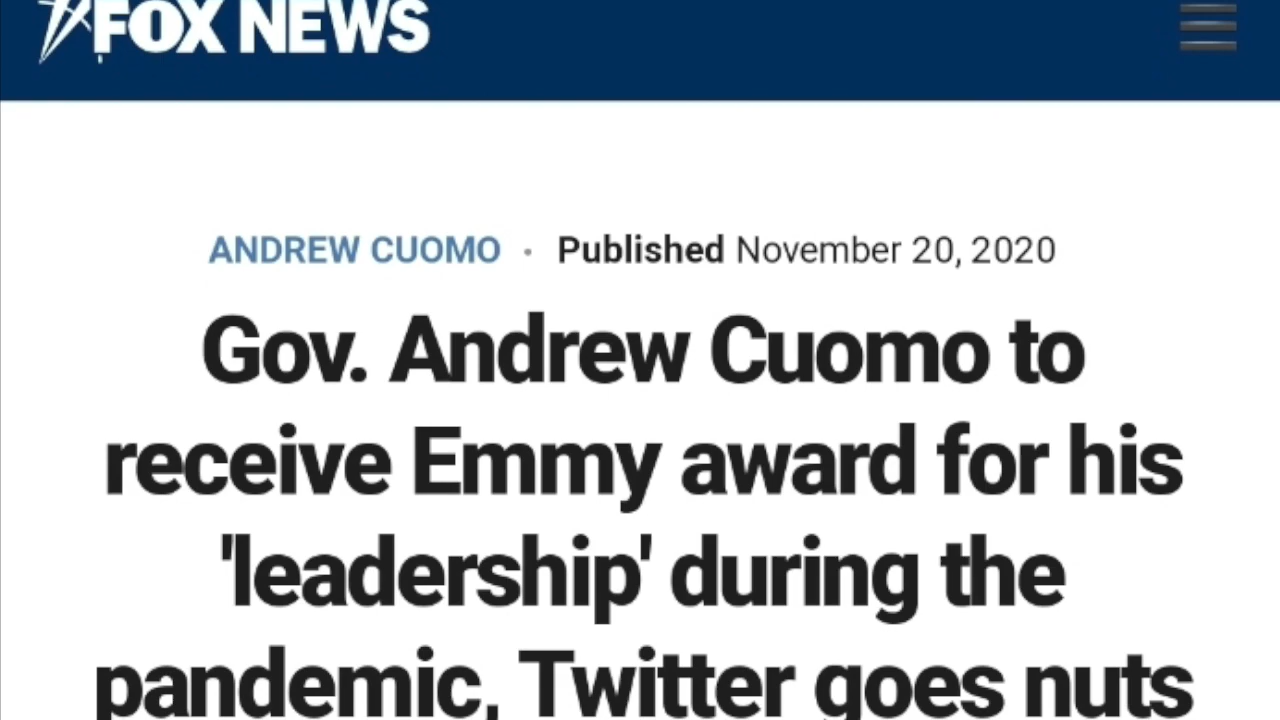 FOX NEWS
ANDREW CUOMO · Published November 20, 2020
Gov. Andrew Cuomo to
receive Emmy award for his
'leadership' during the
pandemic, Twitter goes nuts